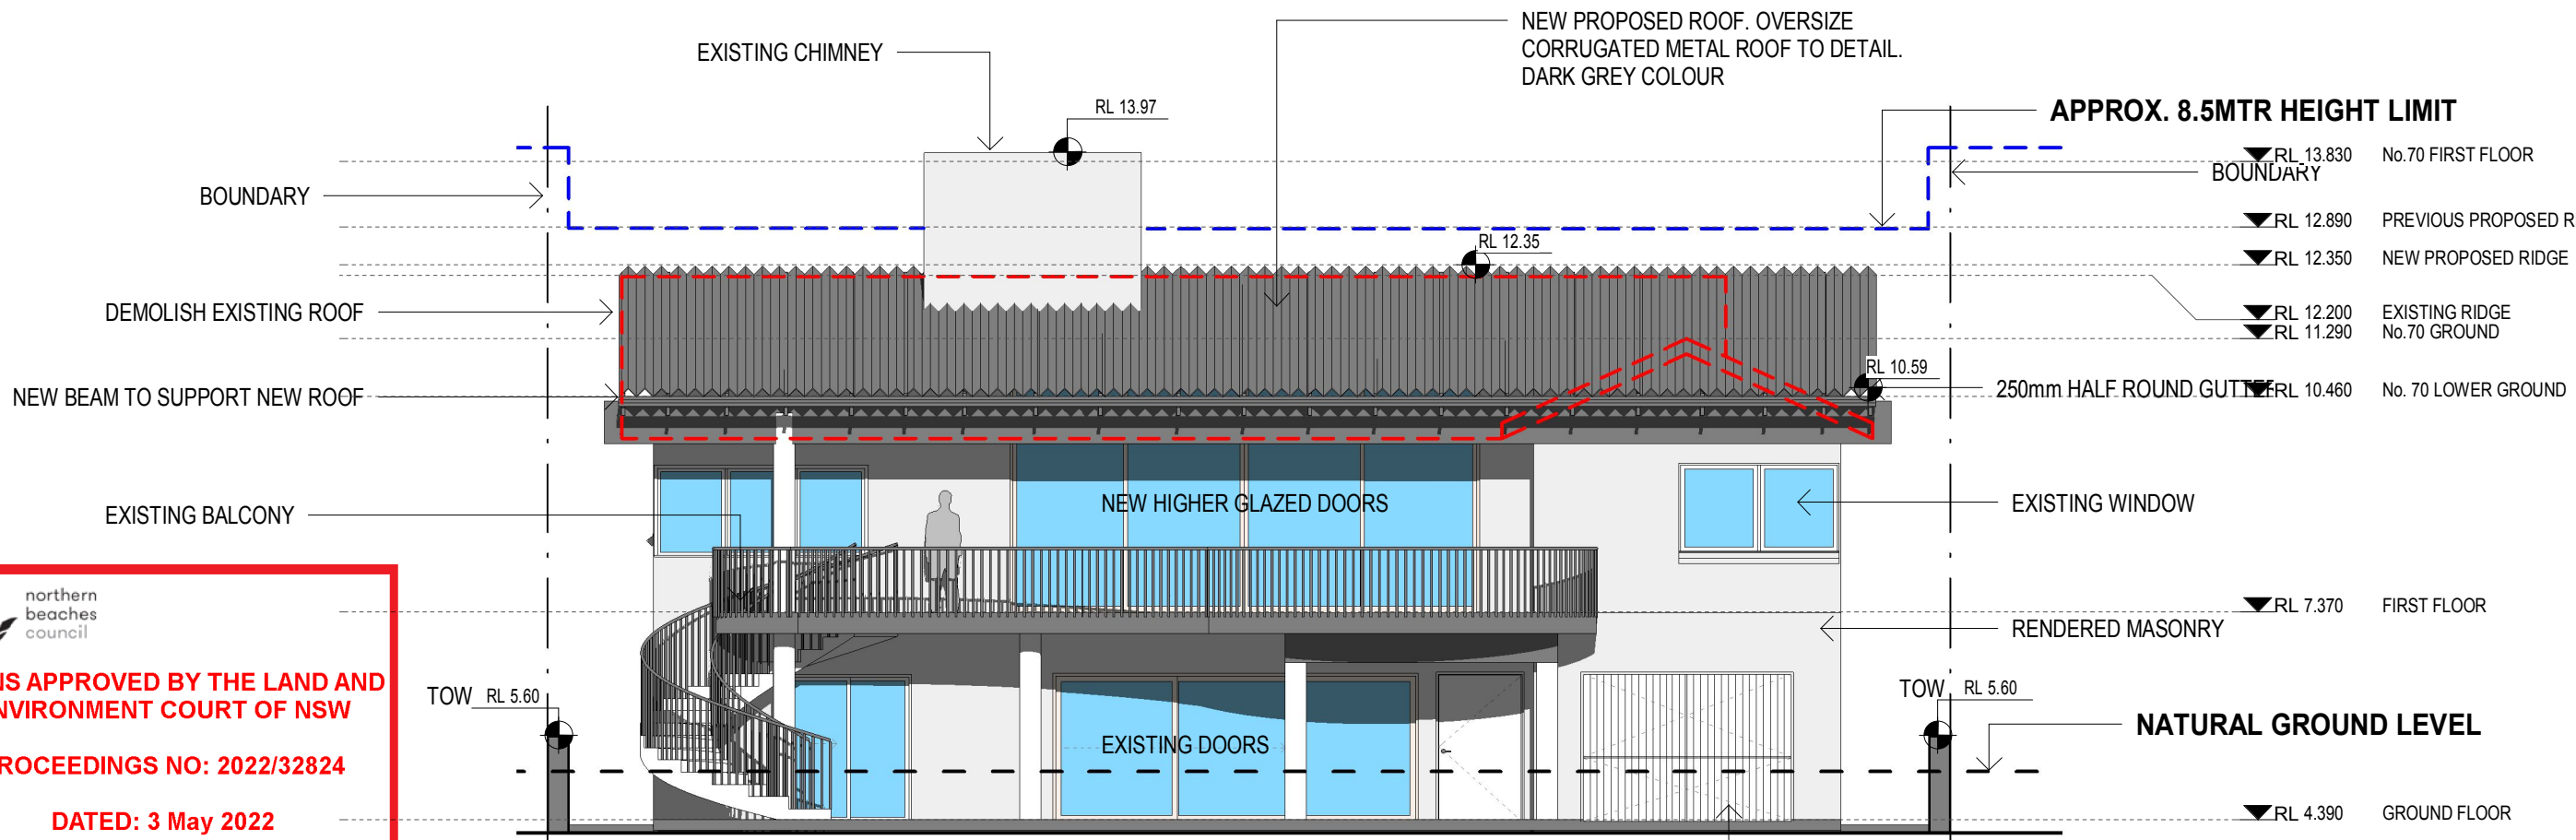 NEW PROPOSED ROOF. OVERSIZE
CORRUGATED METAL ROOF TO DETAIL.
DARK GREY COLOUR
EXISTING CHIMNEY
RL 13.97
APPROX. 8.5MTR HEIGHT LIMIT
RL 13.830 No.70 FIRST FLOOR
BOUNDARY
BOUNDARY
RL 12.890 PREVIOUS PROPOSED R
RL 12.35
RL 12.350 NEW PROPOSED RIDGE
DEMOLISH EXISTING ROOF
RL 12.200 EXISTING RIDGE
RL 11.290 No.70 GROUND
RL 10.59
NEW BEAM TO SUPPORT NEW ROOF
250mm HALF ROUND GUTTER
RL 10.460 No. 70 LOWER GROUND
NEW HIGHER GLAZED DOORS
EXISTING WINDOW
EXISTING BALCONY
northern
beaches
council
RL 7.370 FIRST FLOOR
RENDERED MASONRY
NS APPROVED BY THE LAND AND
NVIRONMENT COURT OF NSW
TOW RL 5.60
TOW RL 5.60
NATURAL GROUND LEVEL
EXISTING DOORS
ROCEEDINGS NO: 2022/32824
DATED: 3 May 2022
RL 4.390 GROUND FLOOR